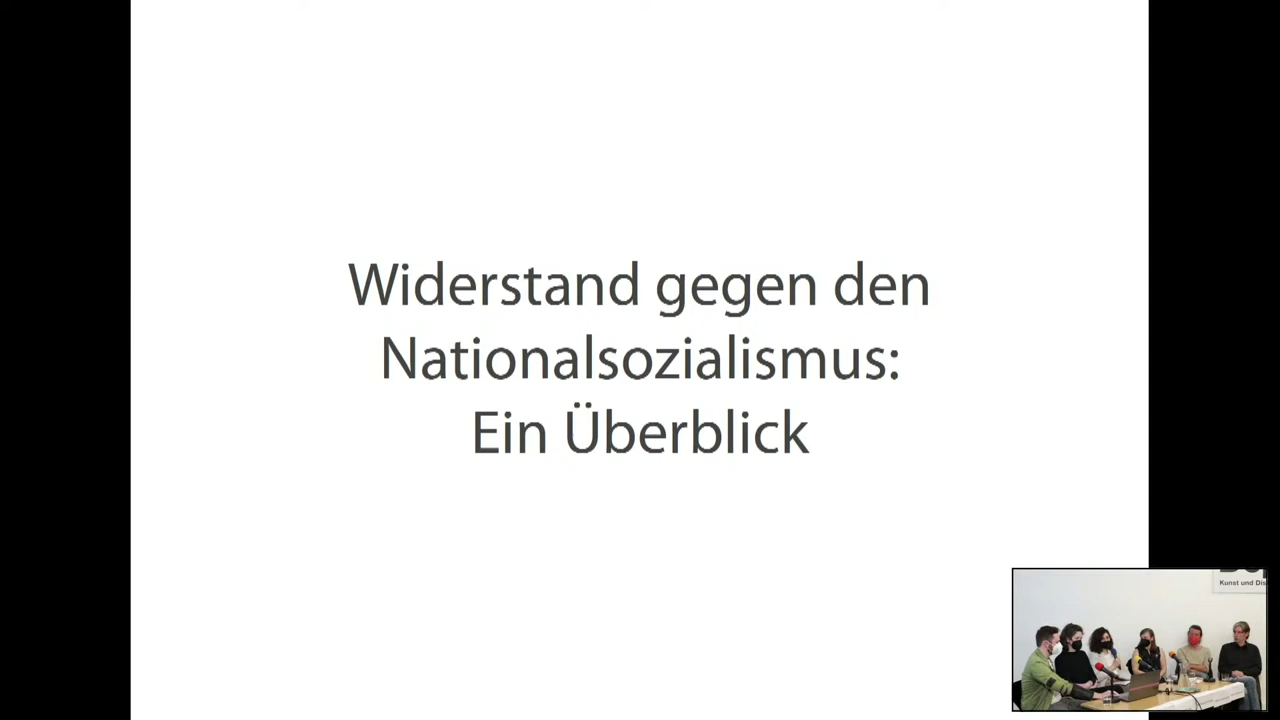 Widerstand gegen den
Nationalsozialismus:
Ein Überblick
Kunst und Dis